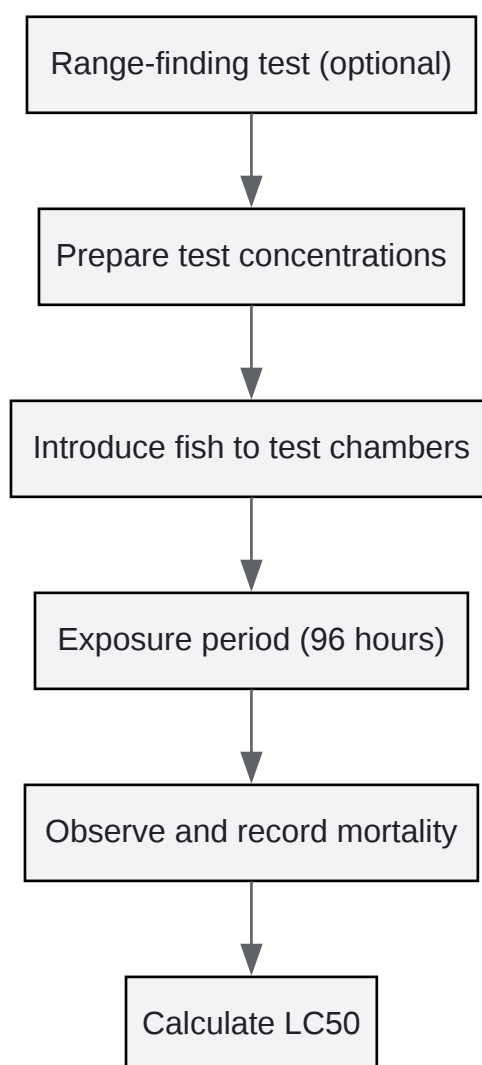 Range-finding test (optional)
Prepare test concentrations
Introduce fish to test chambers
Exposure period (96 hours)
Observe and record mortality
Calculate LC50